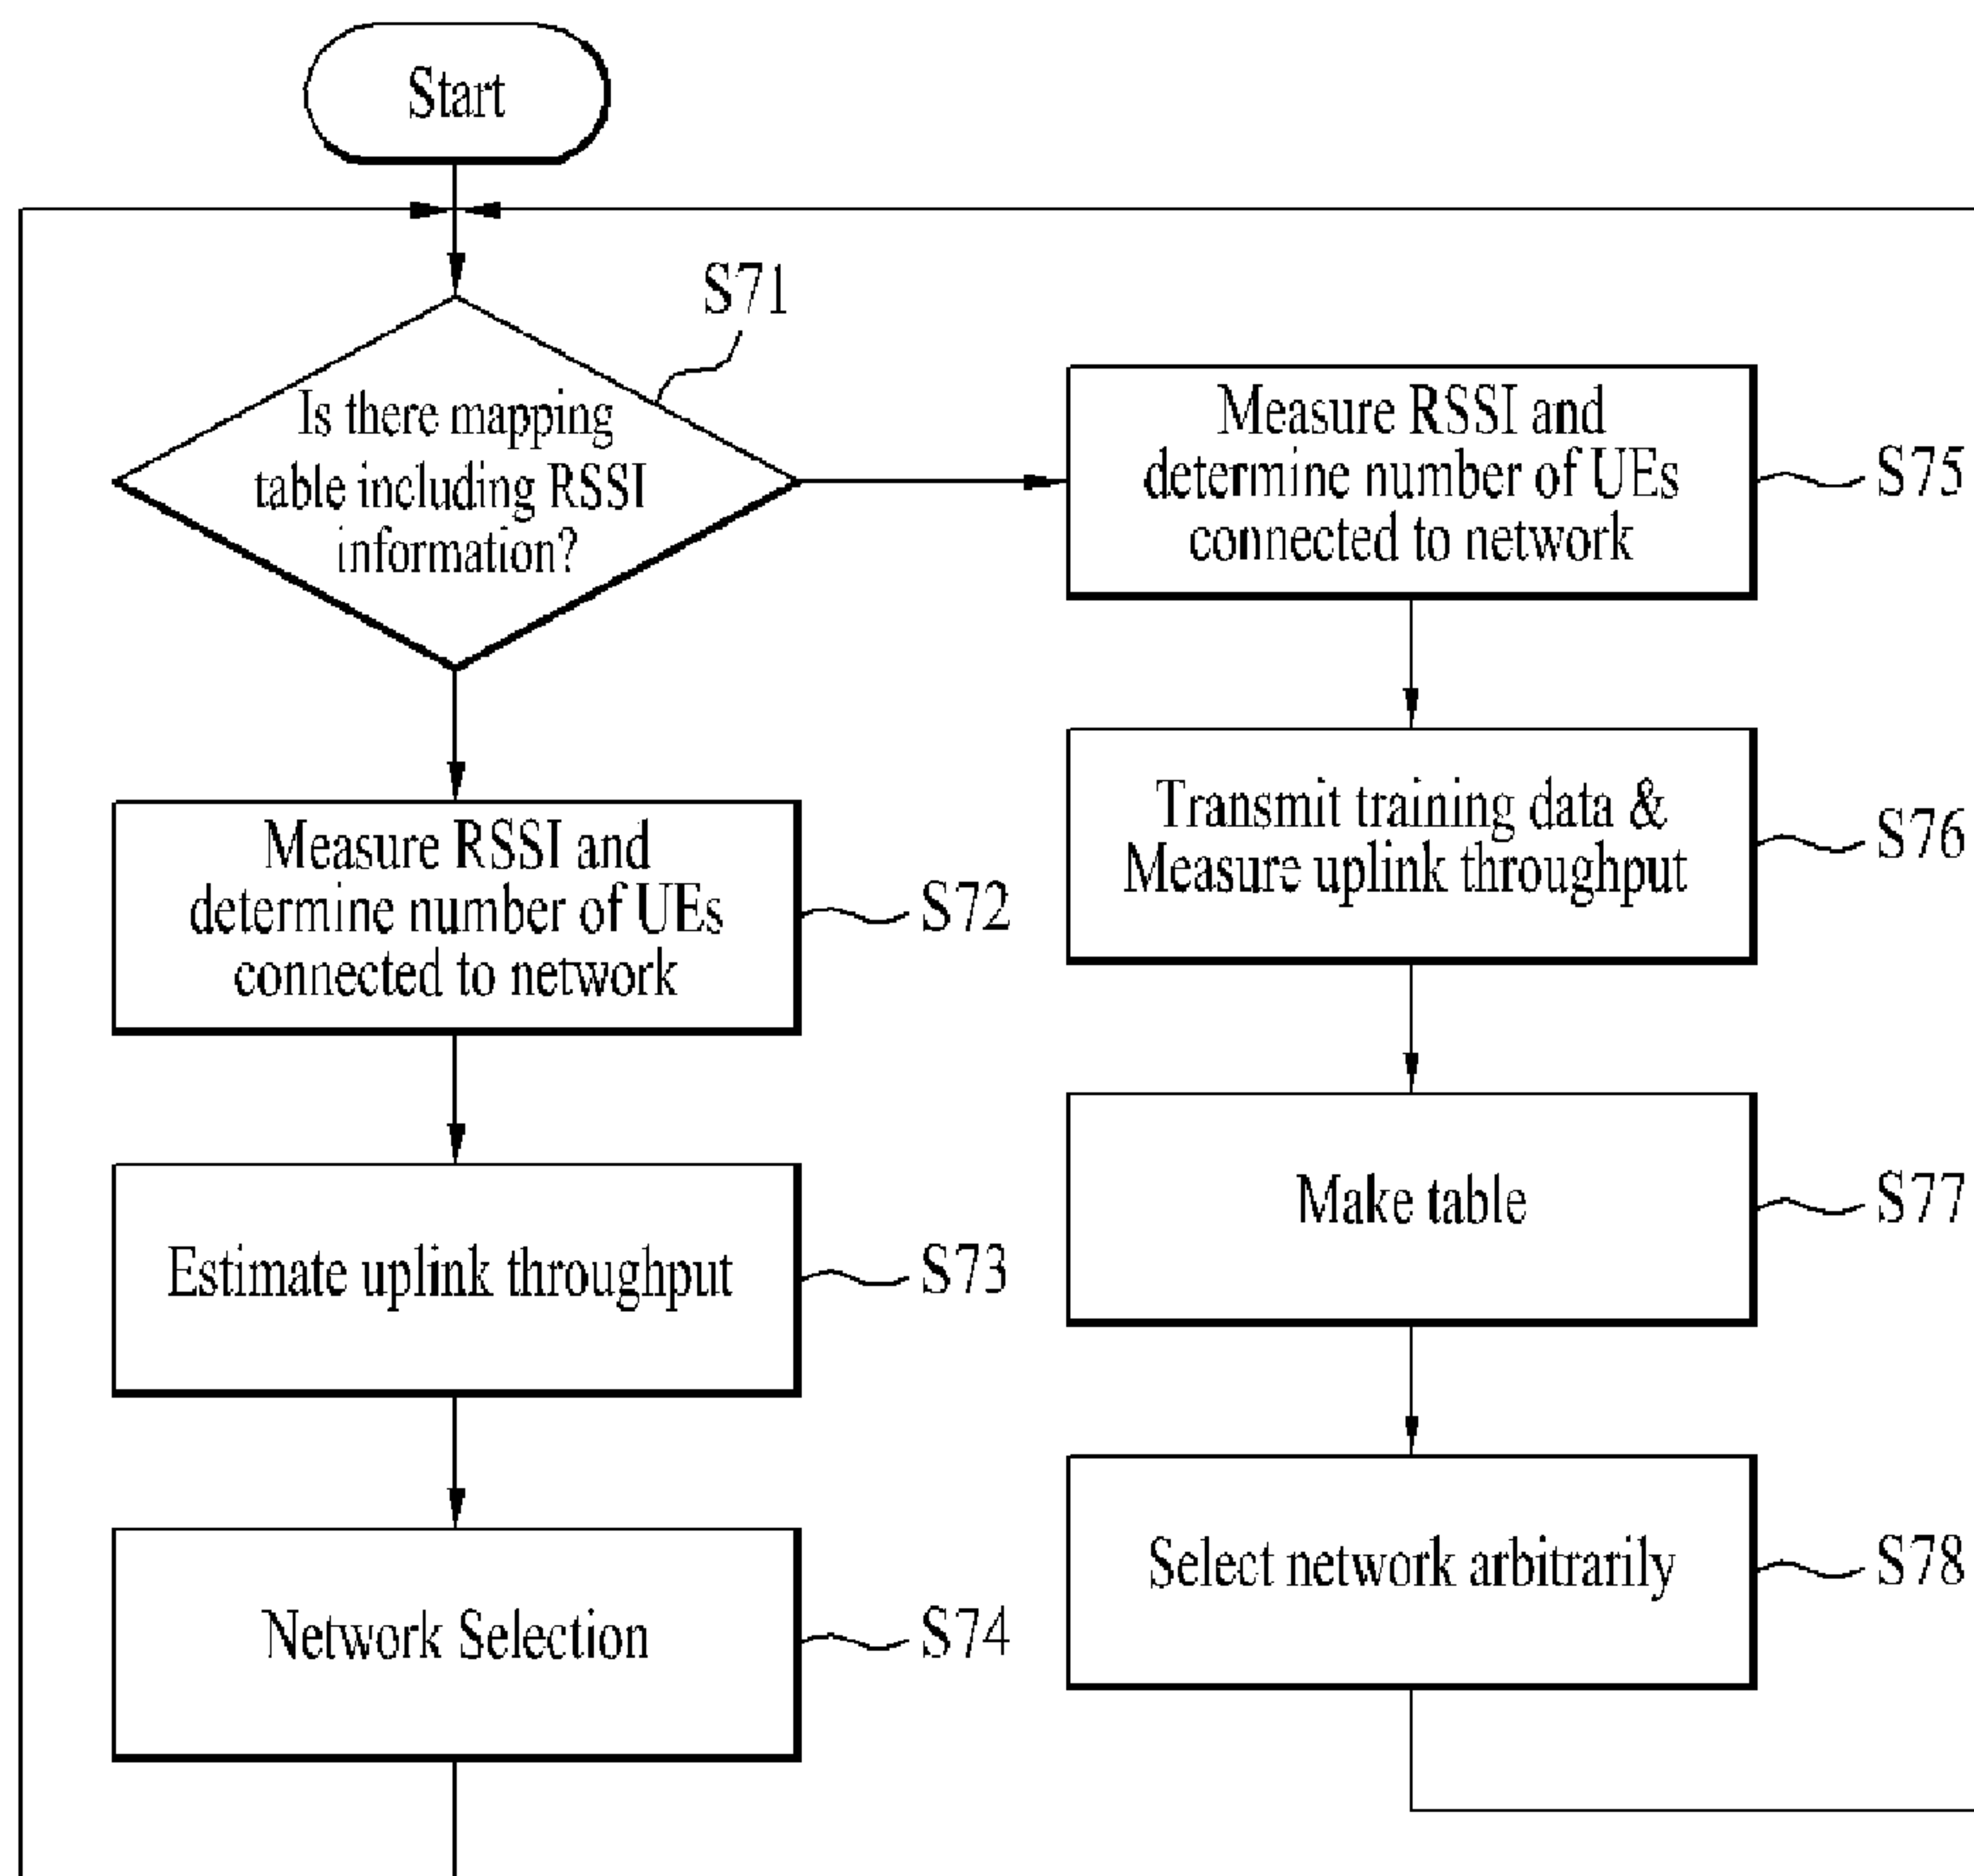 Start
S71
Is there mapping
table including RSSI
information?
Measure RSSI and
determine number of UEs
connected to network
S72
Estimate uplink throughput
S73
Network Selection
S74
Measure RSSI and
determine number of UEs
connected to network
S75
Transmit training data &
Measure uplink throughput
S76
Make table
S77
Select network arbitrarily
S78